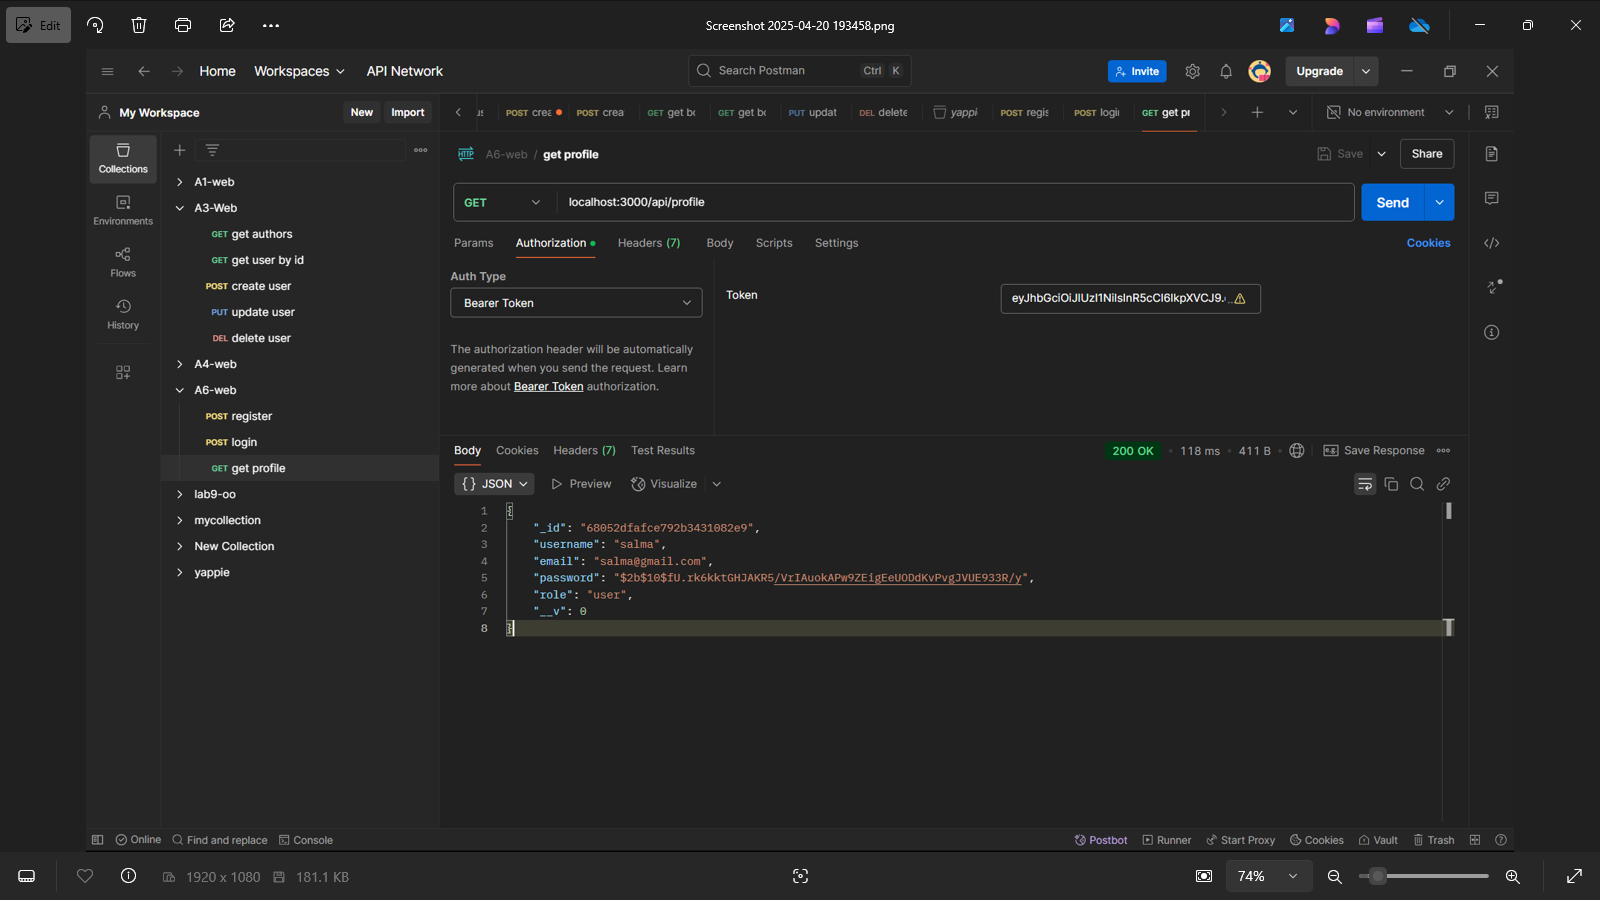 Edit
Screenshot 2025-04-20 193458.png
Home Workspaces API Network
Search Postman Ctrl K
Invite
Upgrade
My Workspace New Import
POST crea POST crea GET get bo GET get bo PUT updat DEL delete yappi POST regis POST login GET get pr
No environment
Collections
Environments
Flows
History
A1-web
A3-Web
GET get authors
GET get user by id
POST create user
PUT update user
DEL delete user
A4-web
A6-web
POST register
POST login
GET get profile
lab9-oo
mycollection
New Collection
yappie
HTTP A6-web / get profile
Save Share
GET localhost:3000/api/profile Send
Params Authorization Headers (7) Body Scripts Settings Cookies
Auth Type
Bearer Token
The authorization header will be automatically
generated when you send the request. Learn
more about Bearer Token authorization.
Token
Body Cookies Headers (7) Test Results
200 OK • 118 ms • 411 B
Save Response
{ } JSON Preview Visualize
1 {
2 "_id": "68052dfafce792b3431082e9",
3 "username": "salma",
4 "email": "salma@gmail.com",
5 "password": "$2b$10$fU.rk6kktGHJAKR5/VrIAuokAPw9ZEigEeUODdKvPvgJVUE933R/y",
6 "role": "user",
7 "__v": 0
8 }
Online Find and replace Console
Postbot Runner Start Proxy Cookies Vault Trash
1920 x 1080 181.1 KB
74%